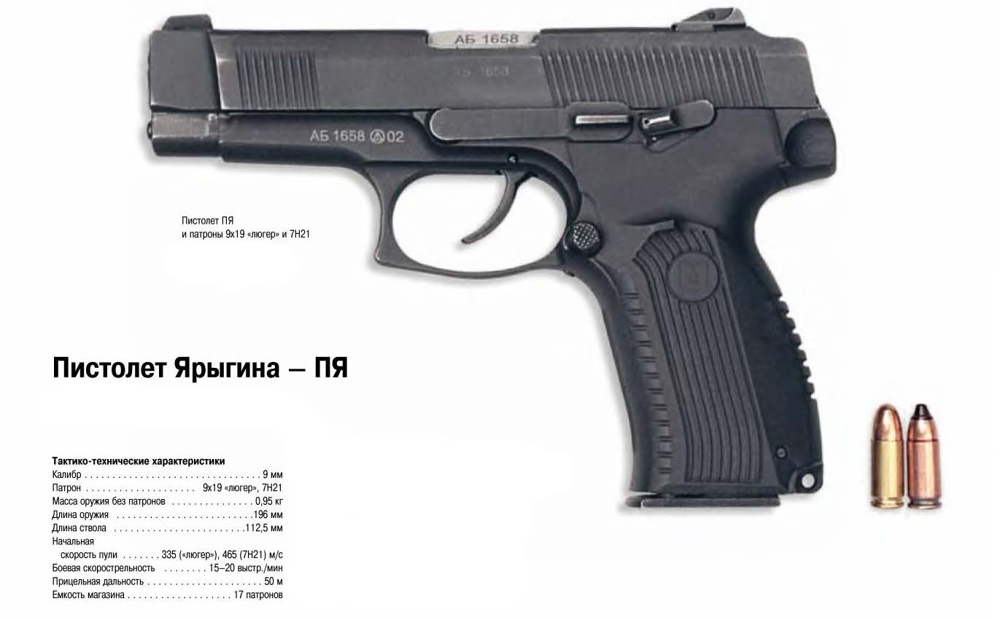 АБ 1658
1658
АБ 1658 02
Пистолет ПЯ
и патроны 9х19 «люгер» и 7Н21
Пистолет Ярыгина – ПЯ
Тактико-технические характеристики
Калибр . . . . . . . . . . . . . . . . . . . . . . . . . . . . . . . . 9 мм
Патрон . . . . . . . . . . . . . . . . . . . . 9х19 «люгер», 7Н21
Масса оружия без патронов . . . . . . . . . . . . . . . 0,95 кг
Длина оружия . . . . . . . . . . . . . . . . . . . . . . . . .196 мм
Длина ствола . . . . . . . . . . . . . . . . . . . . . . . .112,5 мм
Начальная
скорость пули . . . . . . . 335 («люгер»), 465 (7Н21) м/с
Боевая скорострельность . . . . . . . . 15–20 выстр./мин
Прицельная дальность . . . . . . . . . . . . . . . . . . . . . 50 м
Емкость магазина . . . . . . . . . . . . . . . . . . . 17 патронов